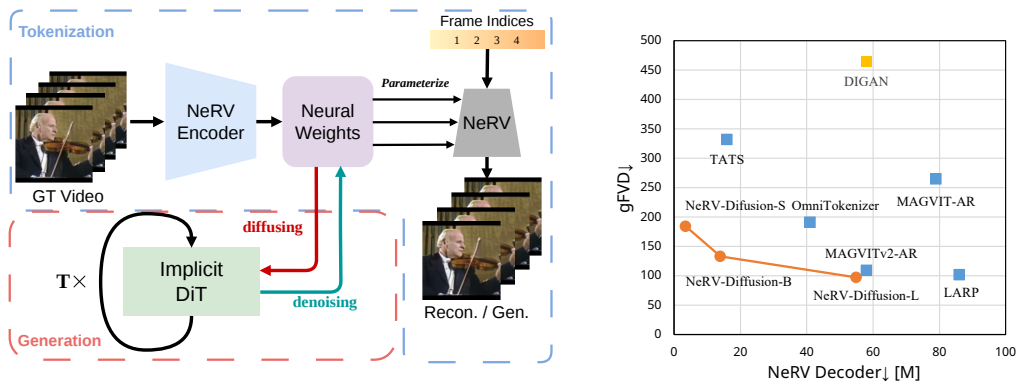 Tokenization
Frame Indices
1 2 3 4
Parameterize
NeRV
Encoder
Neural
Weights
NeRV
GT Video
diffusing
T×
Implicit
DiT
denoising
Recon. / Gen.
Generation
gFVD↓
500
450
400
350
300
250
200
150
100
50
0
DIGAN
TATS
MAGVIT-AR
NeRV-Difusion-S
OmniTokenizer
MAGVITv2-AR
NeRV-Diffusion-B
NeRV-Diffusion-L
LARP
0 20 40 60 80 100
NeRV Decoder↓ [M]